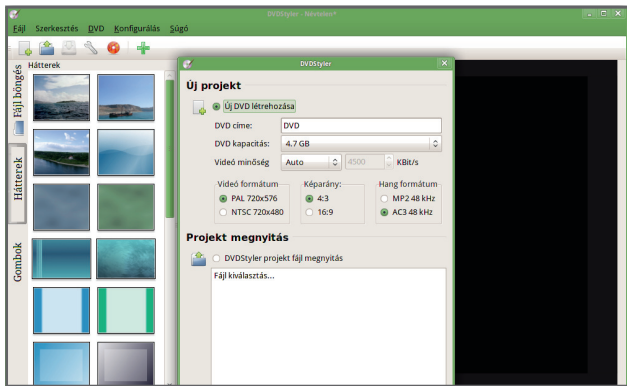 DVDStyler - Névtelen*
Fájl Szerkesztés DVD Konfigurálás Súgó
Fájl böngés
Hátterek
Gombok
Hátterek
DVDStyler
Új projekt
Új DVD létrehozása
DVD címe: DVD
DVD kapacitás: 4.7 GB
Videó minőség Auto 4500 KBit/s
Videó formátum Képarány: Hang formátum
PAL 720x576 4:3 MP2 48 kHz
NTSC 720x480 16:9 AC3 48 kHz
Projekt megnyitás
DVDStyler projekt fájl megnyitás
Fájl kiválasztás...